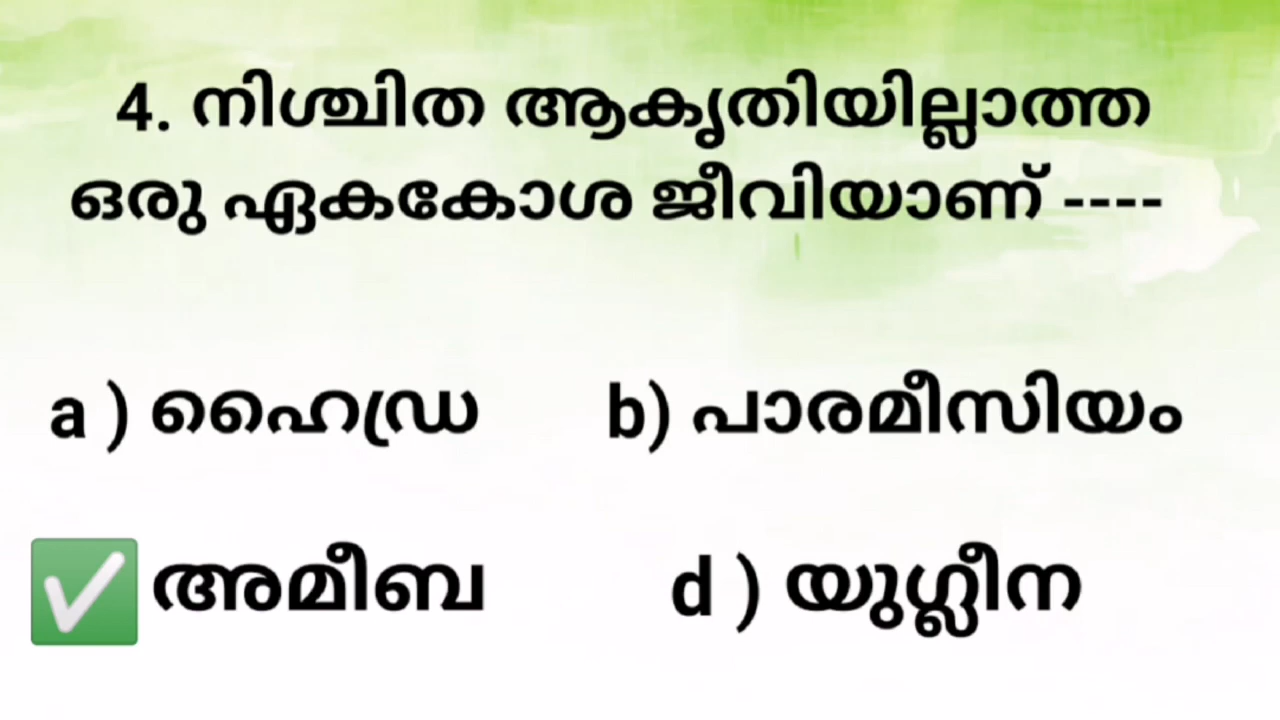 4. നിശ്ചിത ആകൃതിയില്ലാത്ത
ഒരു ഏകകോശ ജീവിയാണ് ----
a ) ഹൈഡ്ര b) പാരമീസിയം
✅ അമീബ d ) യുഗ്ലീന